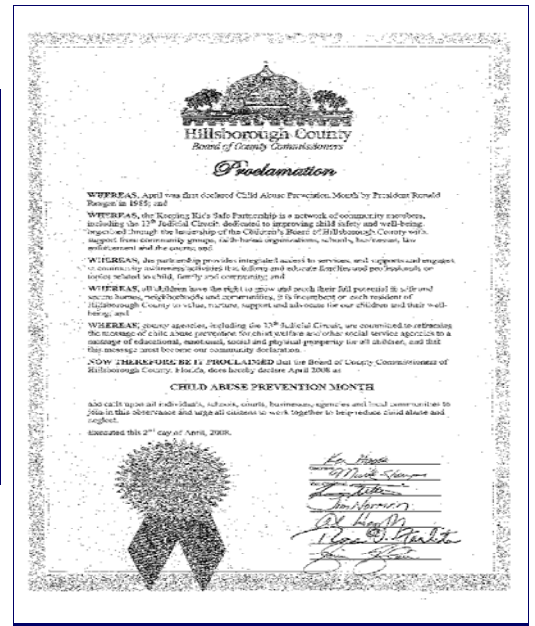 Hillsborough County
Board of County Commissioners
Proclamation
WHEREAS, April was first declared Child Abuse Prevention Month by President Ronald
Reagan in 1985; and
WHEREAS, the Keeping Kid's Safe Partnership is a network of community members,
including the 13th Judicial Circuit, dedicated to improving child safety and well-being,
organized through the leadership of the Children's Board of Hillsborough County with
support from community groups, faith-based organizations, schools, businesses, law
enforcement and the courts; and
WHEREAS, the partnership provides integrated access to services, and supports and engages
in community awareness activities that inform and educate families and professionals on
topics related to child, family and community; and
WHEREAS, all children have the right to grow and reach their full potential in safe and
secure homes, neighborhoods and communities, it is incumbent on each resident of
Hillsborough County to value, nurture, support and advocate for our children and their well-
being; and
WHEREAS, county agencies, including the 13th Judicial Circuit, are committed to reframing
the message of child abuse prevention for child welfare and other social service agencies to a
message of educational, emotional, social and physical prosperity for all children, and that
this message must become our community declaration.
NOW THEREFORE BE IT PROCLAIMED that the Board of County Commissioners of
Hillsborough County, Florida, does hereby declare April 2008 as
CHILD ABUSE PREVENTION MONTH
and calls upon all individuals, schools, courts, businesses, agencies and local communities to
join in this observance and urge all citizens to work together to help reduce child abuse and
neglect.
Executed this 2nd day of April, 2008.
Mark Sharpe
Jim Norman